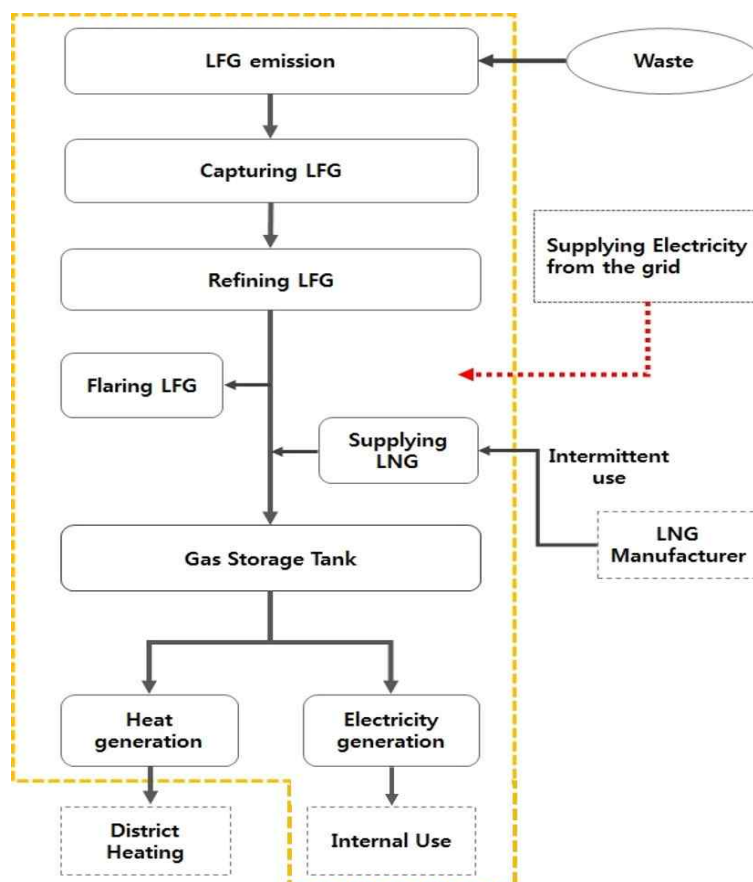 LFG emission
Waste
Capturing LFG
Supplying Electricity
from the grid
Refining LFG
Flaring LFG
Supplying
LNG
Intermittent
use
LNG
Manufacturer
Gas Storage Tank
Heat
generation
Electricity
generation
District
Heating
Internal Use